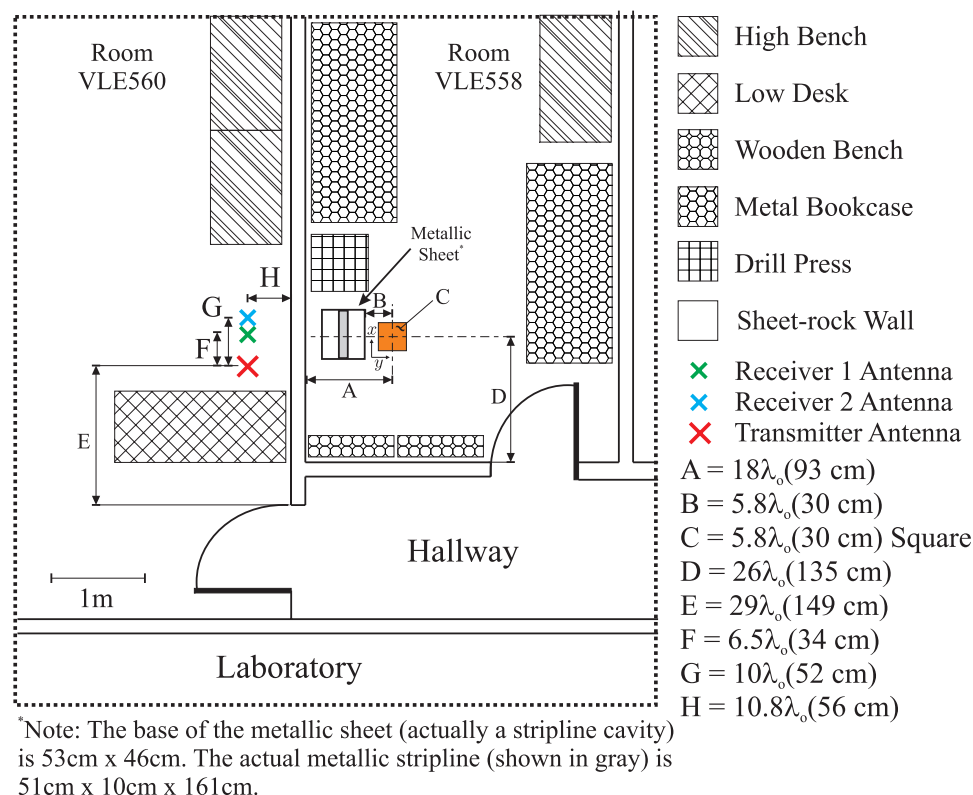 Room
VLE560
Room
VLE558
Metallic
Sheet*
H
G
F
B
C
x
y
A
D
E
1m
Hallway
Laboratory
High Bench
Low Desk
Wooden Bench
Metal Bookcase
Drill Press
Sheet-rock Wall
Receiver 1 Antenna
Receiver 2 Antenna
Transmitter Antenna
A = 18λo(93 cm)
B = 5.8λo(30 cm)
C = 5.8λo(30 cm) Square
D = 26λo(135 cm)
E = 29λo(149 cm)
F = 6.5λo(34 cm)
G = 10λo(52 cm)
H = 10.8λo(56 cm)
*Note: The base of the metallic sheet (actually a stripline cavity)
is 53cm x 46cm. The actual metallic stripline (shown in gray) is
51cm x 10cm x 161cm.